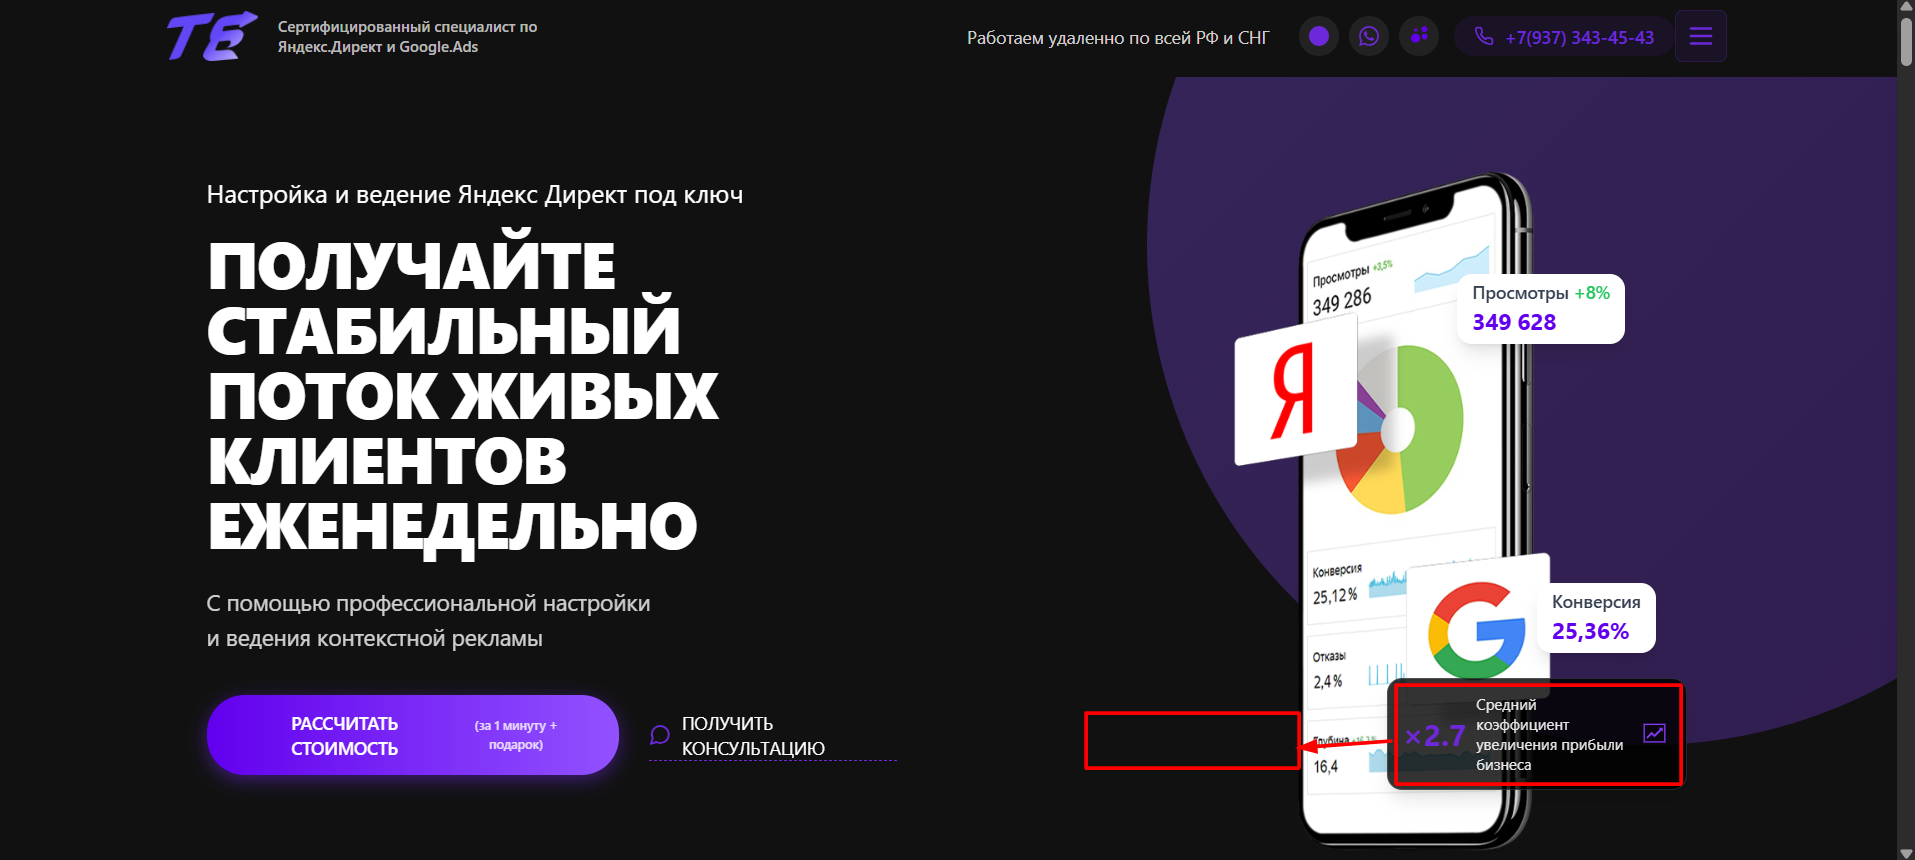 ТЕ
Сертифицированный специалист по
Яндекс.Директ и Google.Ads
Работаем удаленно по всей РФ и СНГ
+7(937) 343-45-43
Настройка и ведение Яндекс Директ под ключ
ПОЛУЧАЙТЕ
СТАБИЛЬНЫЙ
ПОТОК ЖИВЫХ
КЛИЕНТОВ
ЕЖЕНЕДЕЛЬНО
С помощью профессиональной настройки
и ведения контекстной рекламы
РАССЧИТАТЬ
СТОИМОСТЬ
(за 1 минуту +
подарок)
ПОЛУЧИТЬ
КОНСУЛЬТАЦИЮ
Просмотры +3,5%
349 286
Просмотры +8%
349 628
Я
Конверсия
25,12 %
G
Конверсия
25,36%
Отказы
2,4 %
Глубина
16,4
×2.7
Средний
коэффициент
увеличения прибыли
бизнеса